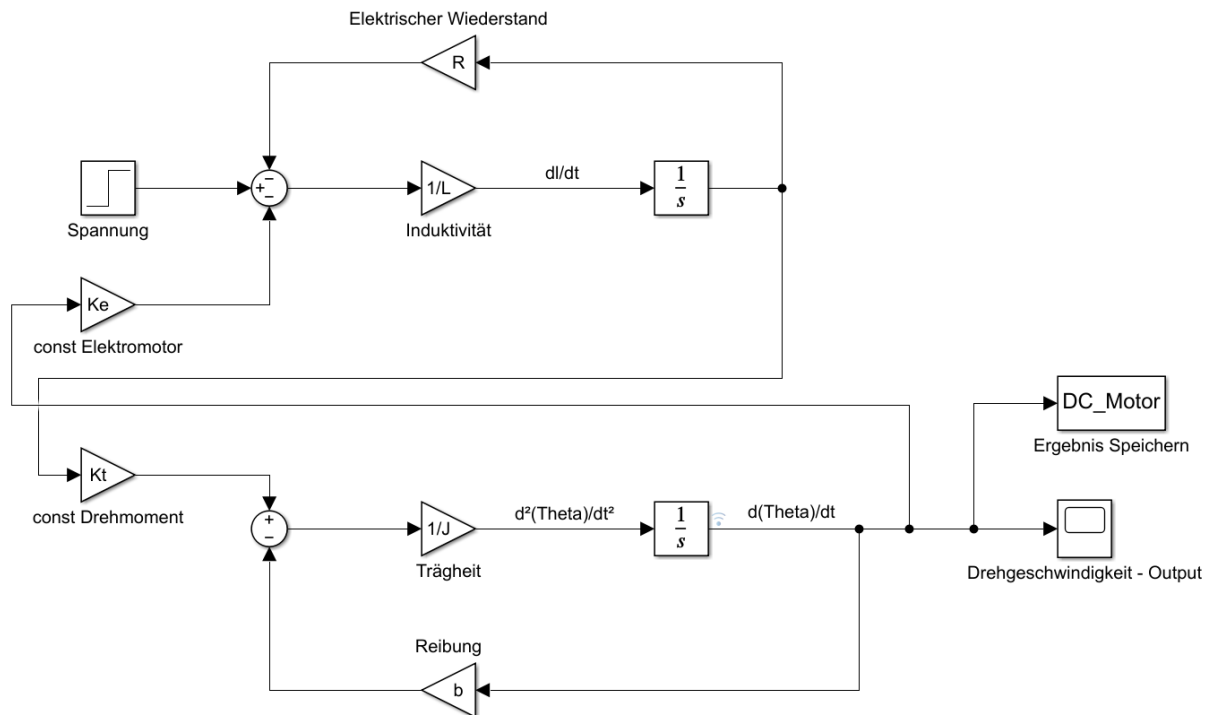 Elektrischer Wiederstand
R
− −
+
1/L
dI/dt
1
s
Spannung
Induktivität
Ke
const Elektromotor
DC_Motor
Ergebnis Speichern
Kt
const Drehmoment
+
−
1/J
d²(Theta)/dt²
1
s
d(Theta)/dt
Trägheit
Drehgeschwindigkeit - Output
Reibung
b